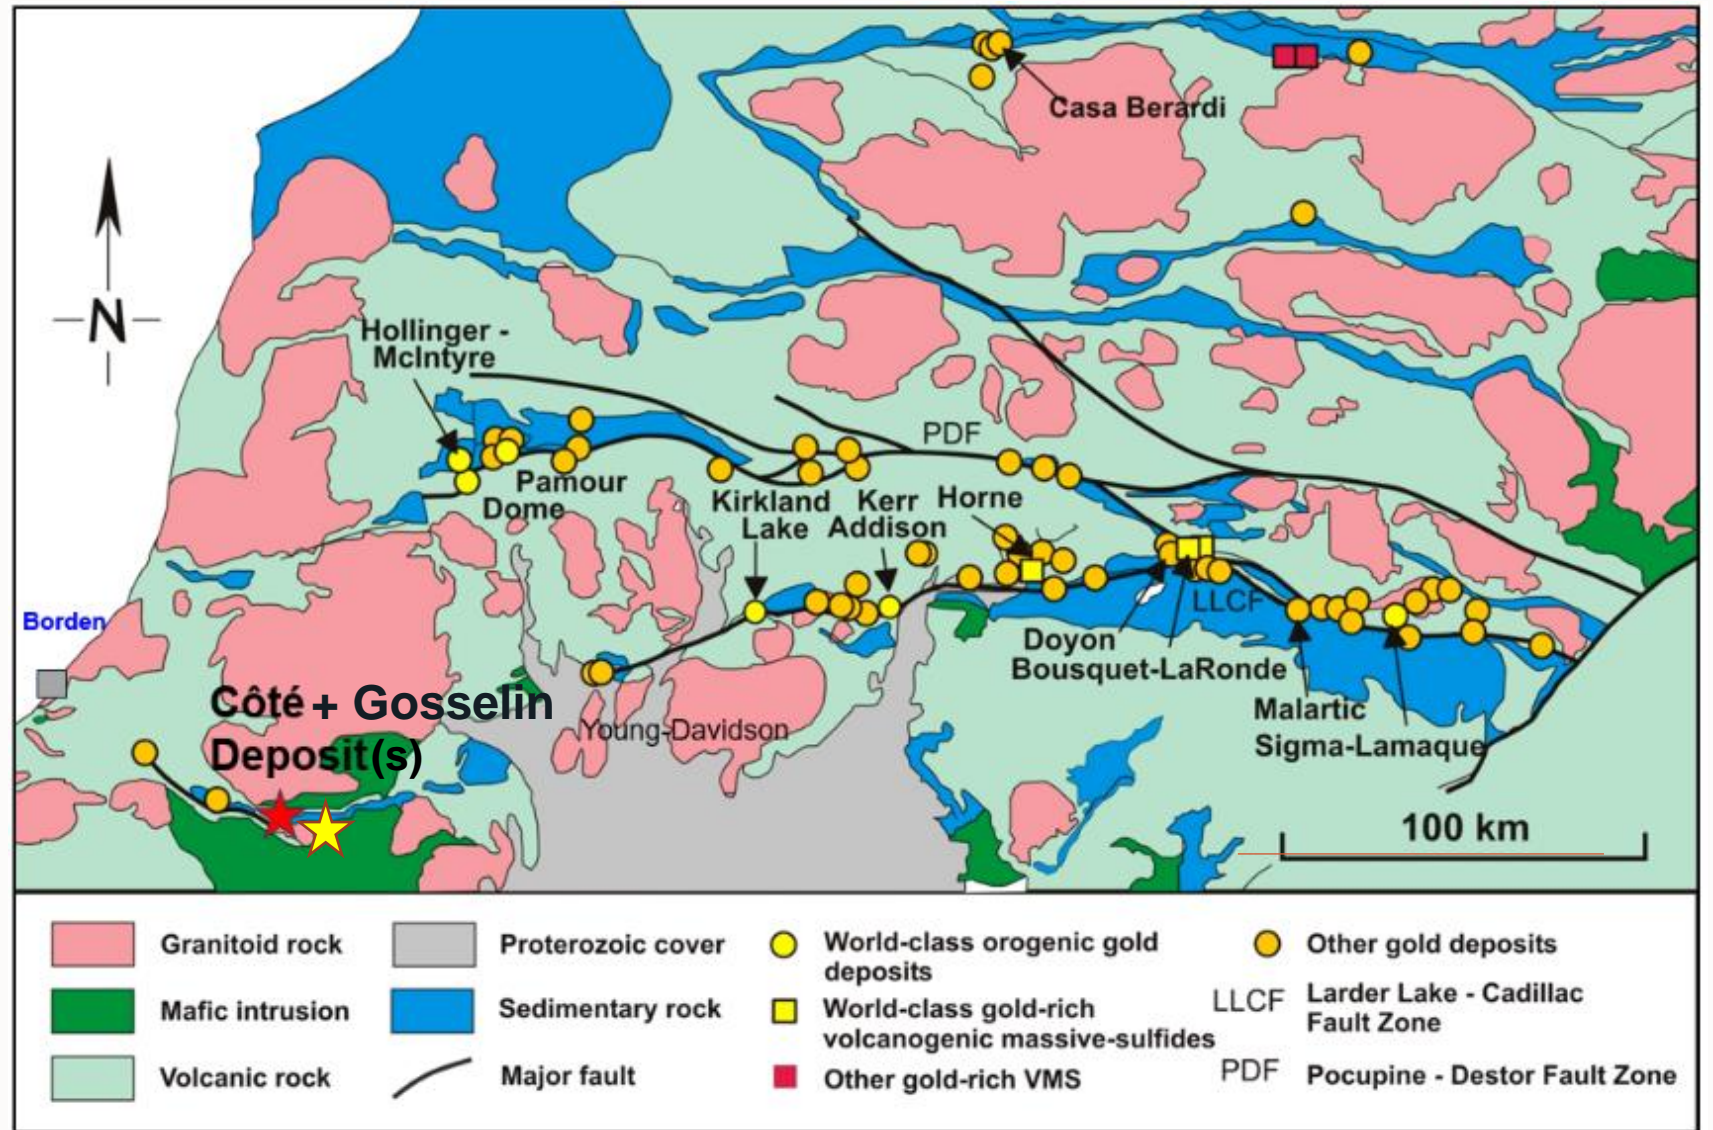 Casa Berardi
N
Hollinger -
McIntyre
PDF
Pamour
Dome
Kirkland
Lake
Kerr
Addison
Horne
Borden
LLCF
Doyon
Bousquet-LaRonde
Côté + Gosselin
Deposit(s)
Young-Davidson
Malartic
Sigma-Lamaque
100 km
Granitoid rock
Mafic intrusion
Volcanic rock
Proterozoic cover
Sedimentary rock
Major fault
World-class orogenic gold
deposits
World-class gold-rich
volcanogenic massive-sulfides
Other gold-rich VMS
Other gold deposits
LLCF Larder Lake - Cadillac
Fault Zone
PDF Pocupine - Destor Fault Zone